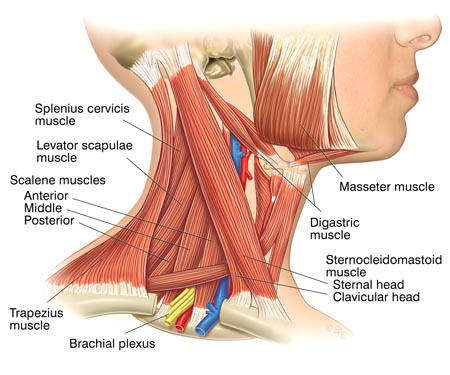 Splenius cervicis
muscle
Levator scapulae
muscle
Scalene muscles
Anterior
Middle
Posterior
Trapezius
muscle
Brachial plexus
Masseter muscle
Digastric
muscle
Sternocleidomastoid
muscle
Sternal head
Clavicular head